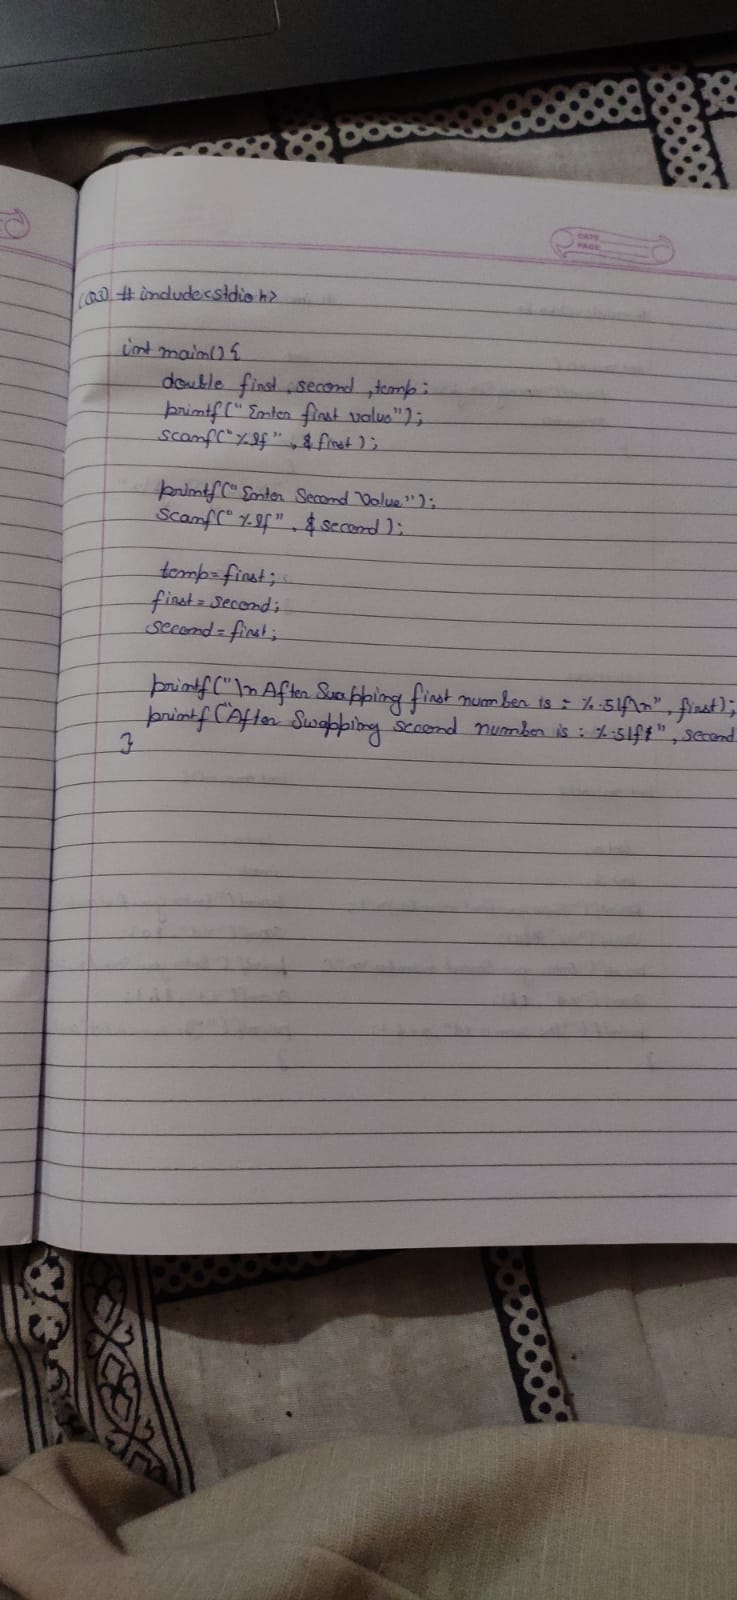 DATE
PAGE
(Q3) # include<stdio h>
int main() {
double first, second, temp;
printf("Enter first value");
scanf("%lf", &first);
printf("Enter Second Value");
scanf("%lf", &second);
temp=first;
first=second;
second=first;
printf("\n After Swapping first number is = %.5lf\n", first);
printf("After Swapping second number is : %.5lf", second
}